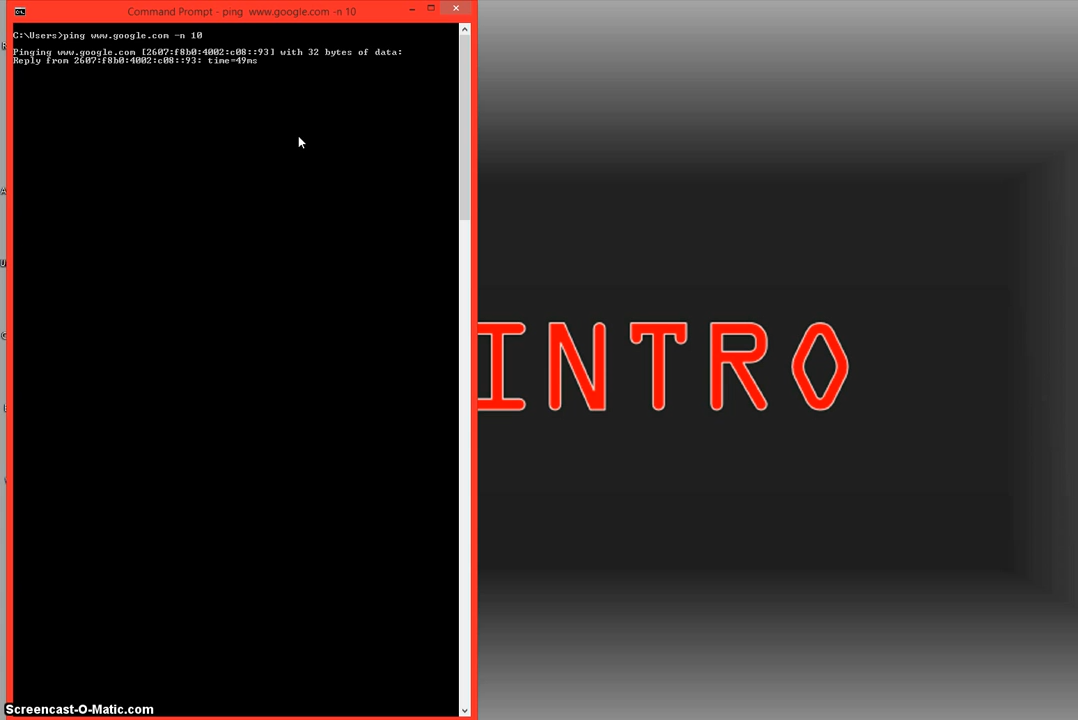 Command Prompt - ping  www.google.com -n 10
C:\Users>ping www.google.com -n 10
Pinging www.google.com [2607:f8b0:4002:c08::93] with 32 bytes of data:
Reply from 2607:f8b0:4002:c08::93: time=49ms
INTRO
Screencast-O-Matic.com